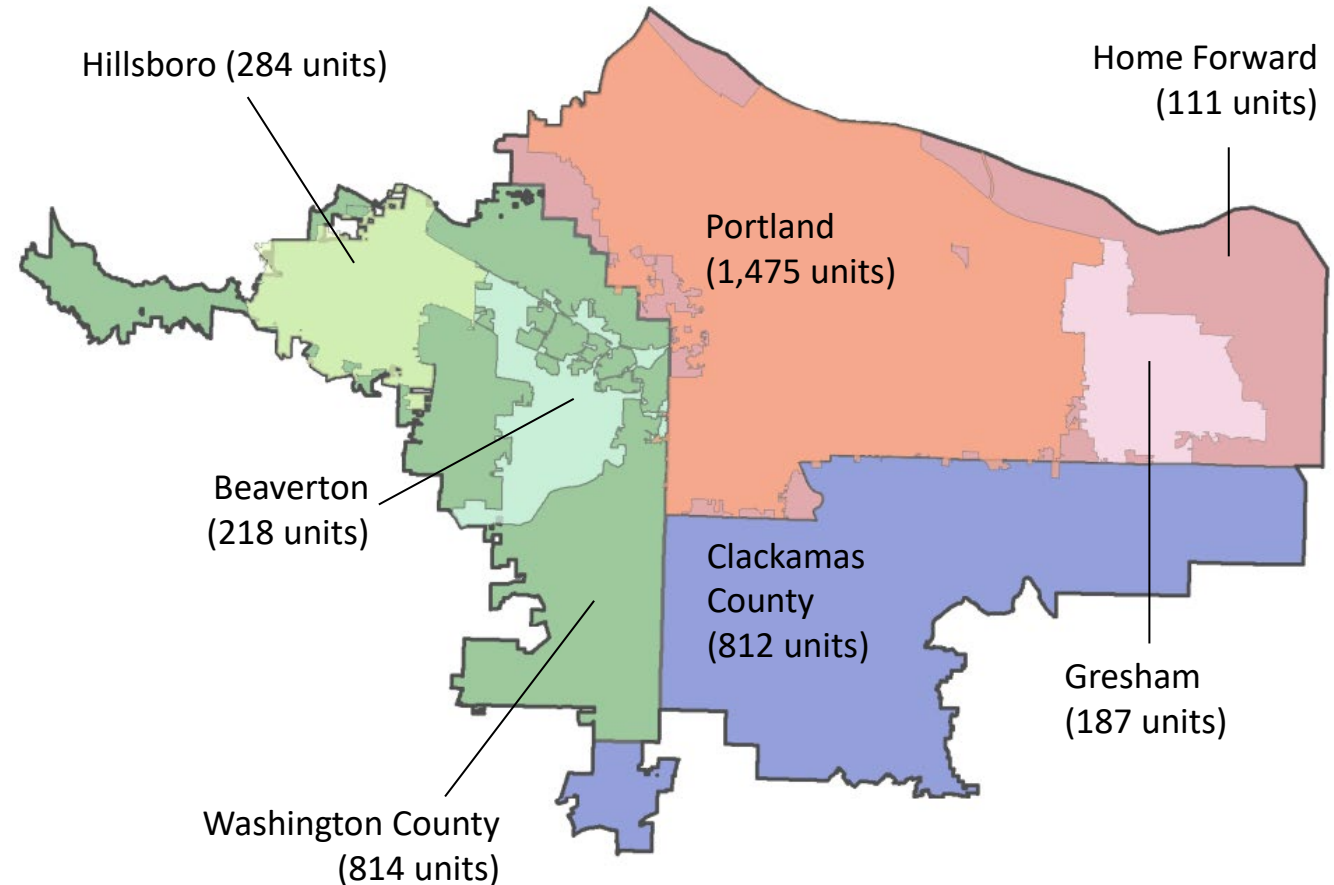 Hillsboro (284 units)
Home Forward
(111 units)
Portland
(1,475 units)
Beaverton
(218 units)
Clackamas
County
(812 units)
Gresham
(187 units)
Washington County
(814 units)